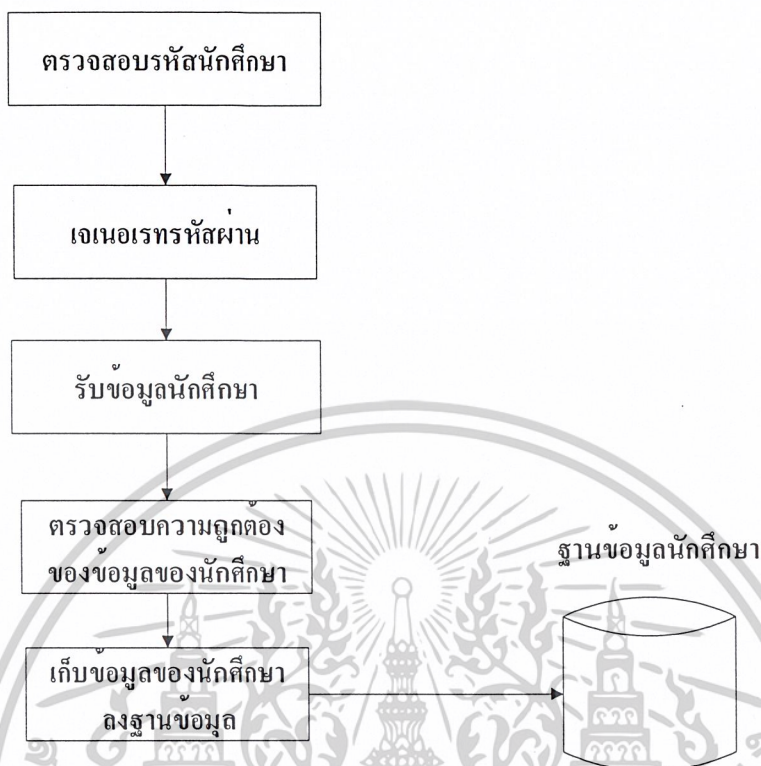 ตรวจสอบรหัสนักศึกษา
เจเนอเรทรหัสผ่าน
รับข้อมูลนักศึกษา
ตรวจสอบความถูกต้อง
ของข้อมูลของนักศึกษา
ฐานข้อมูลนักศึกษา
เก็บข้อมูลของนักศึกษา
ลงฐานข้อมุล